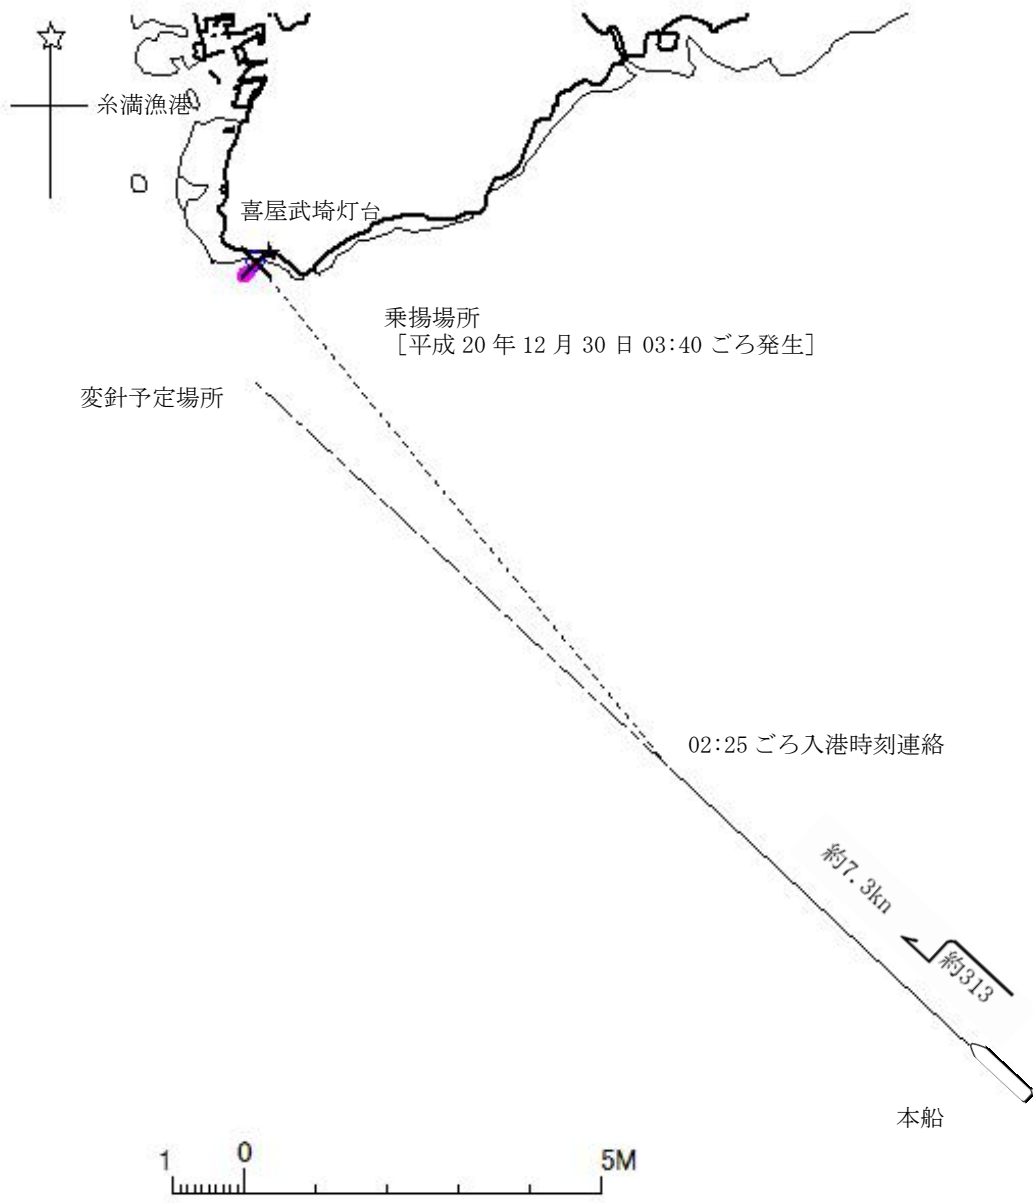 糸満漁港
喜屋武埼灯台
乗揚場所
[平成 20 年 12 月 30 日 03:40 ごろ発生]
変針予定場所
02:25 ごろ入港時刻連絡
約7.3kn
約313
本船
1 0 5M